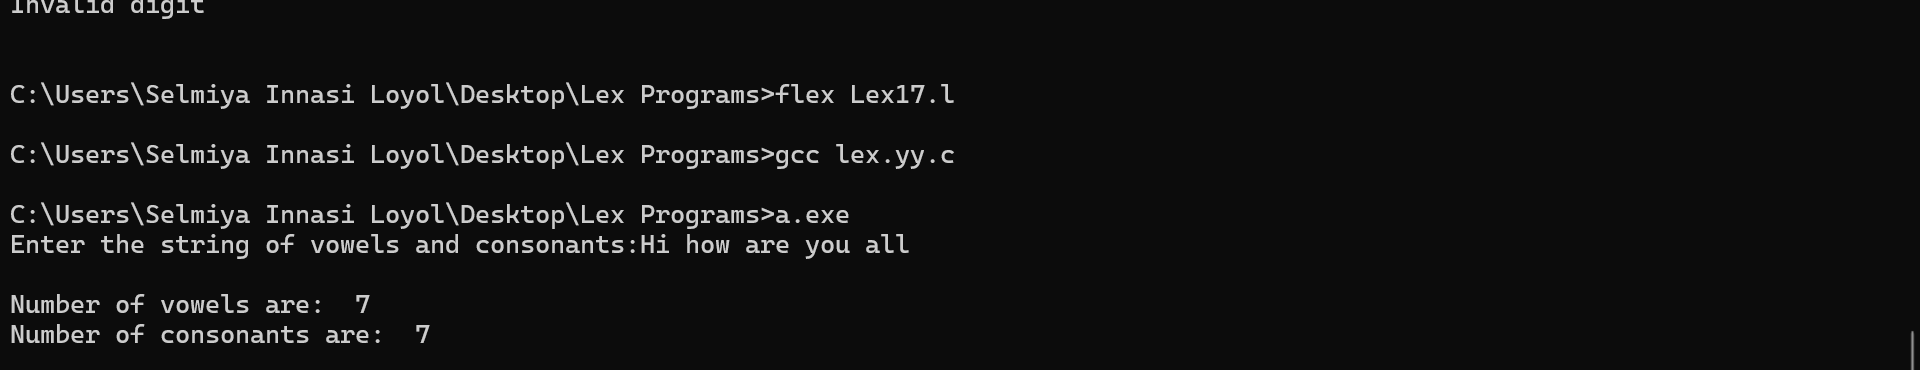 Invalid digit
C:\Users\Selmiya Innasi Loyol\Desktop\Lex Programs>flex Lex17.l
C:\Users\Selmiya Innasi Loyol\Desktop\Lex Programs>gcc lex.yy.c
C:\Users\Selmiya Innasi Loyol\Desktop\Lex Programs>a.exe
Enter the string of vowels and consonants:Hi how are you all
Number of vowels are:  7
Number of consonants are:  7